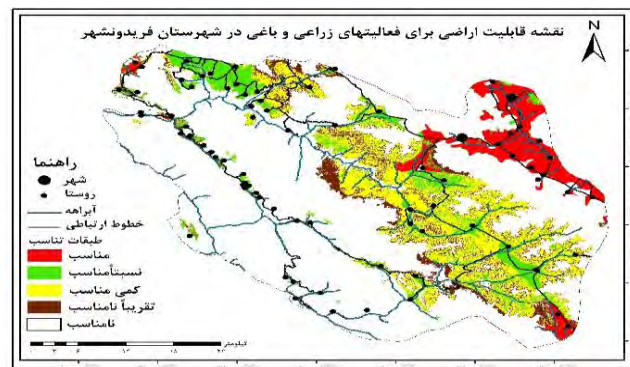 نقشه قابلیت اراضی برای فعالیتهای زراعی و باغی در شهرستان فریدونشهر
N
راهنما
شهر
روستا
آبراهه
خطوط ارتباطی
طبقات تناسب
مناسب
نسبتاًمناسب
کمی مناسب
تقریباً نامناسب
نامناسب
کیلومتر